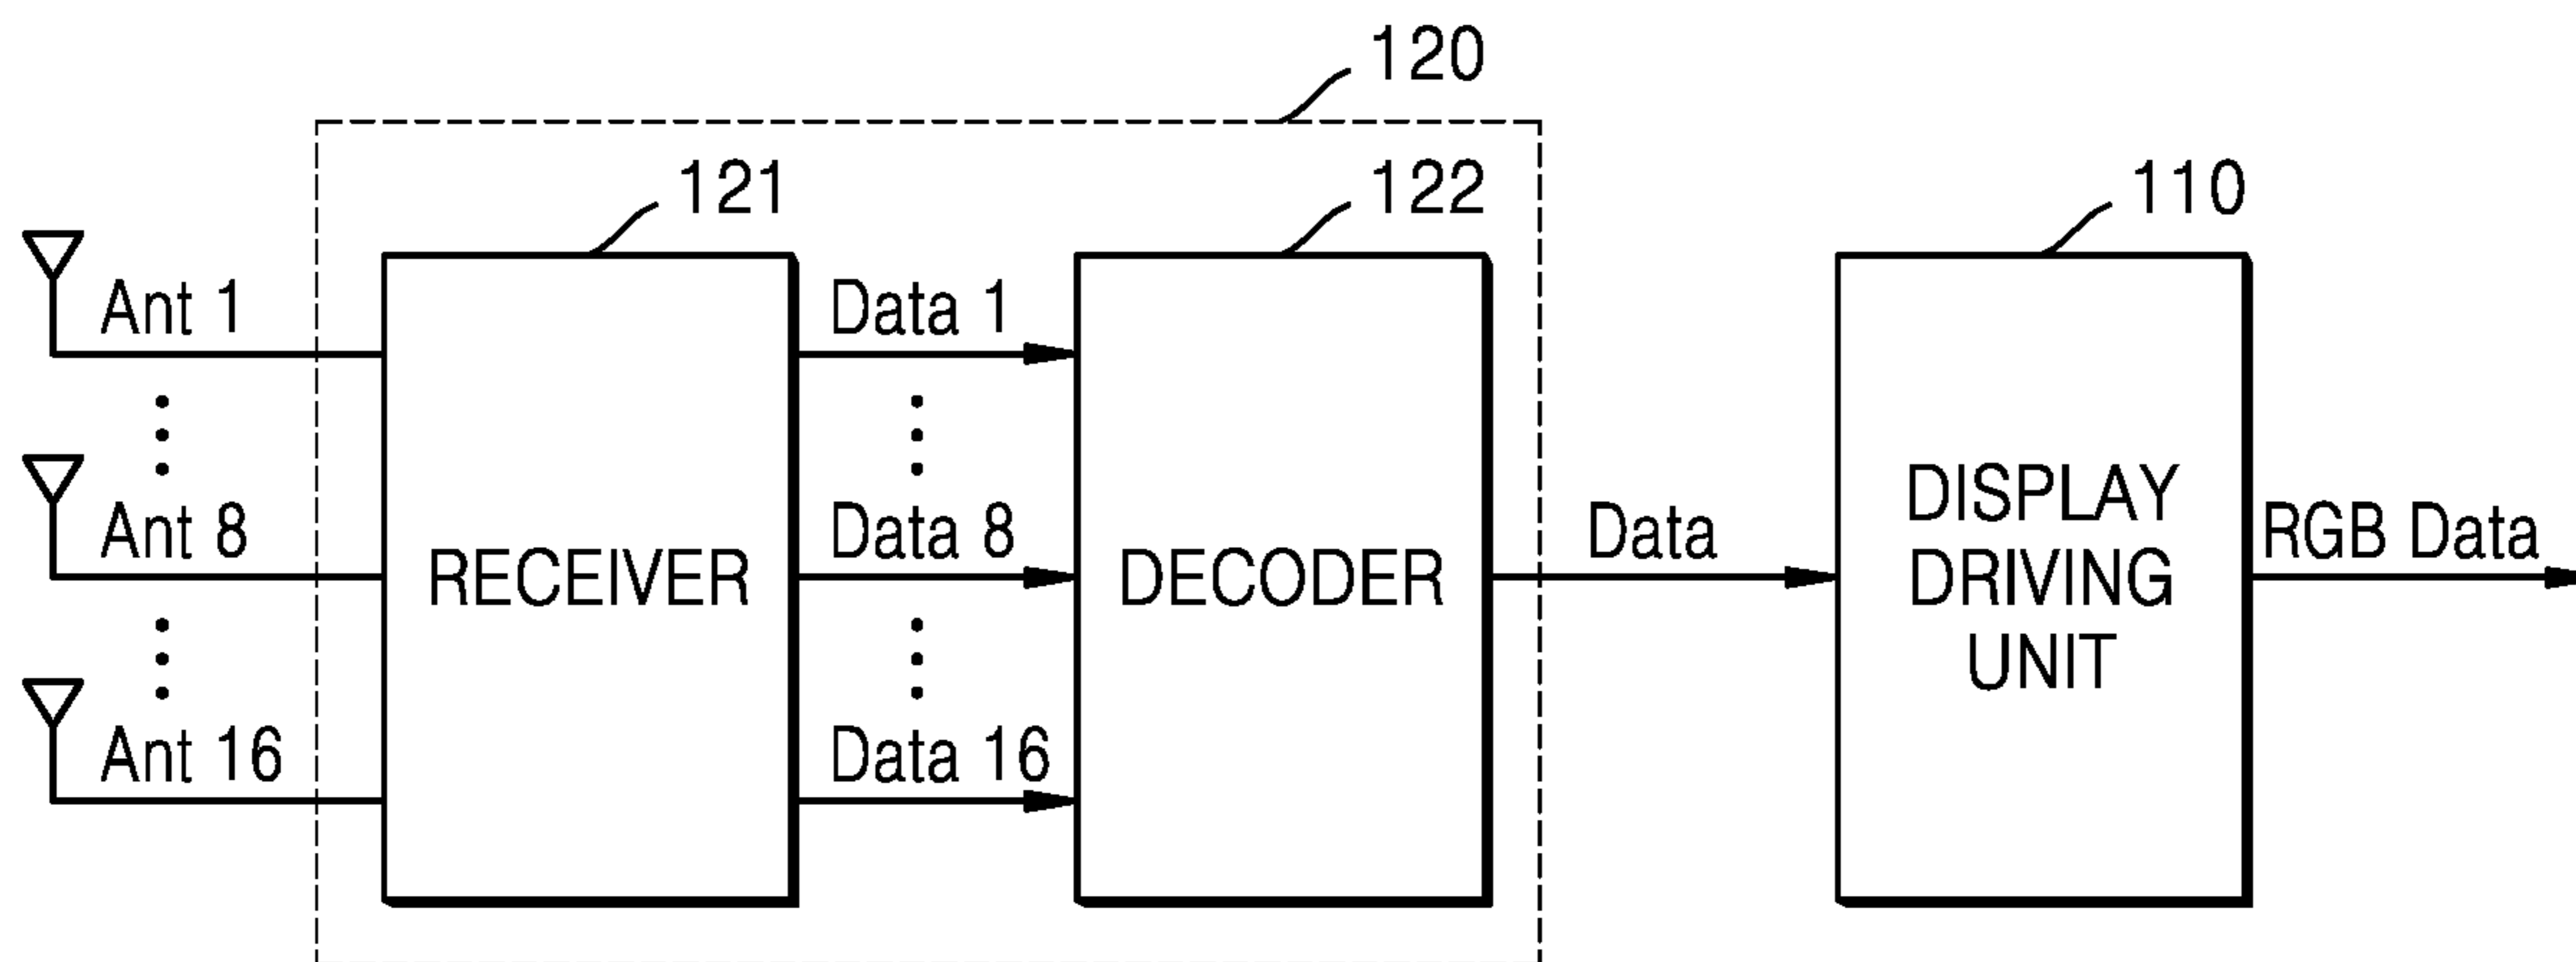 120
121
122
110
Ant 1
Data 1
Ant 8
Data 8
RECEIVER
DECODER
Data
DISPLAY
DRIVING
UNIT
RGB Data
Ant 16
Data 16